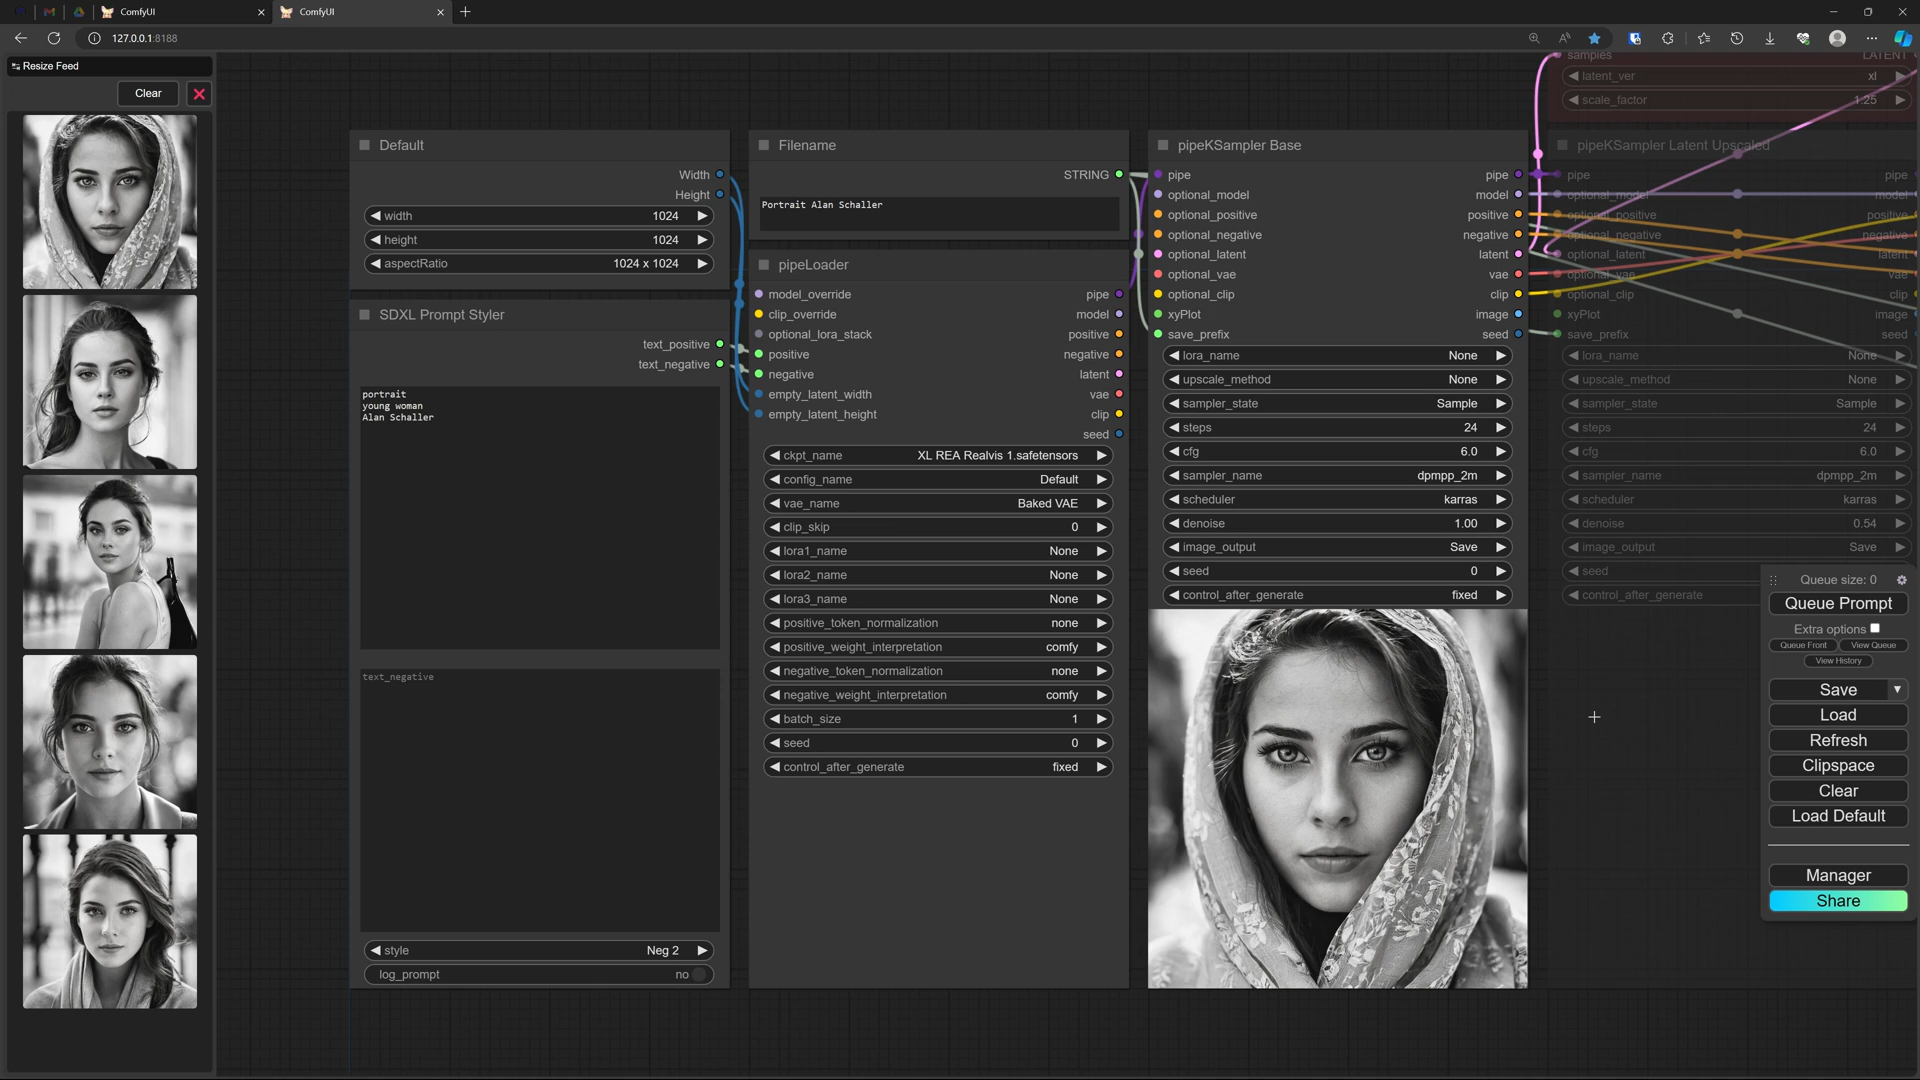 ComfyUI
ComfyUI
127.0.0.1:8188
Resize Feed
Clear
Default
Width
Height
width 1024
height 1024
aspectRatio 1024 x 1024
SDXL Prompt Styler
text_positive
text_negative
portrait
young woman
Alan Schaller
text_negative
style Neg 2
log_prompt no
Filename
STRING
Portrait Alan Schaller
pipeLoader
model_override pipe
clip_override model
optional_lora_stack positive
positive negative
negative latent
empty_latent_width vae
empty_latent_height clip
seed
ckpt_name XL REA Realvis 1.safetensors
config_name Default
vae_name Baked VAE
clip_skip 0
lora1_name None
lora2_name None
lora3_name None
positive_token_normalization none
positive_weight_interpretation comfy
negative_token_normalization none
negative_weight_interpretation comfy
batch_size 1
seed 0
control_after_generate fixed
pipeKSampler Base
pipe pipe
optional_model model
optional_positive positive
optional_negative negative
optional_latent latent
optional_vae vae
optional_clip clip
xyPlot image
save_prefix seed
lora_name None
upscale_method None
sampler_state Sample
steps 24
cfg 6.0
sampler_name dpmpp_2m
scheduler karras
denoise 1.00
image_output Save
seed 0
control_after_generate fixed
samples LATENT
latent_ver xl
scale_factor 1.25
pipeKSampler Latent Upscaled
pipe pipe
optional_model model
optional_positive positive
optional_negative negative
optional_latent latent
optional_vae vae
optional_clip clip
xyPlot image
save_prefix seed
lora_name None
upscale_method None
sampler_state Sample
steps 24
cfg 6.0
sampler_name dpmpp_2m
scheduler karras
denoise 0.54
image_output Save
seed
control_after_generate
Queue size: 0
Queue Prompt
Extra options
Queue Front View Queue
View History
Save
Load
Refresh
Clipspace
Clear
Load Default
Manager
Share